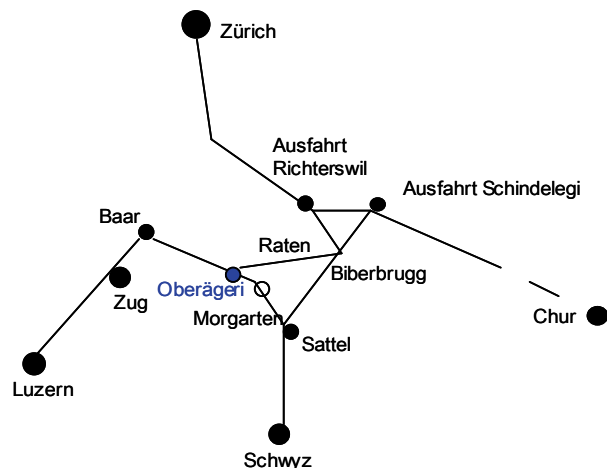 Zürich
Ausfahrt
Richterswil
Ausfahrt Schindelegi
Baar
Raten
Biberbrugg
Oberägeri
Zug
Morgarten
Chur
Sattel
Luzern
Schwyz